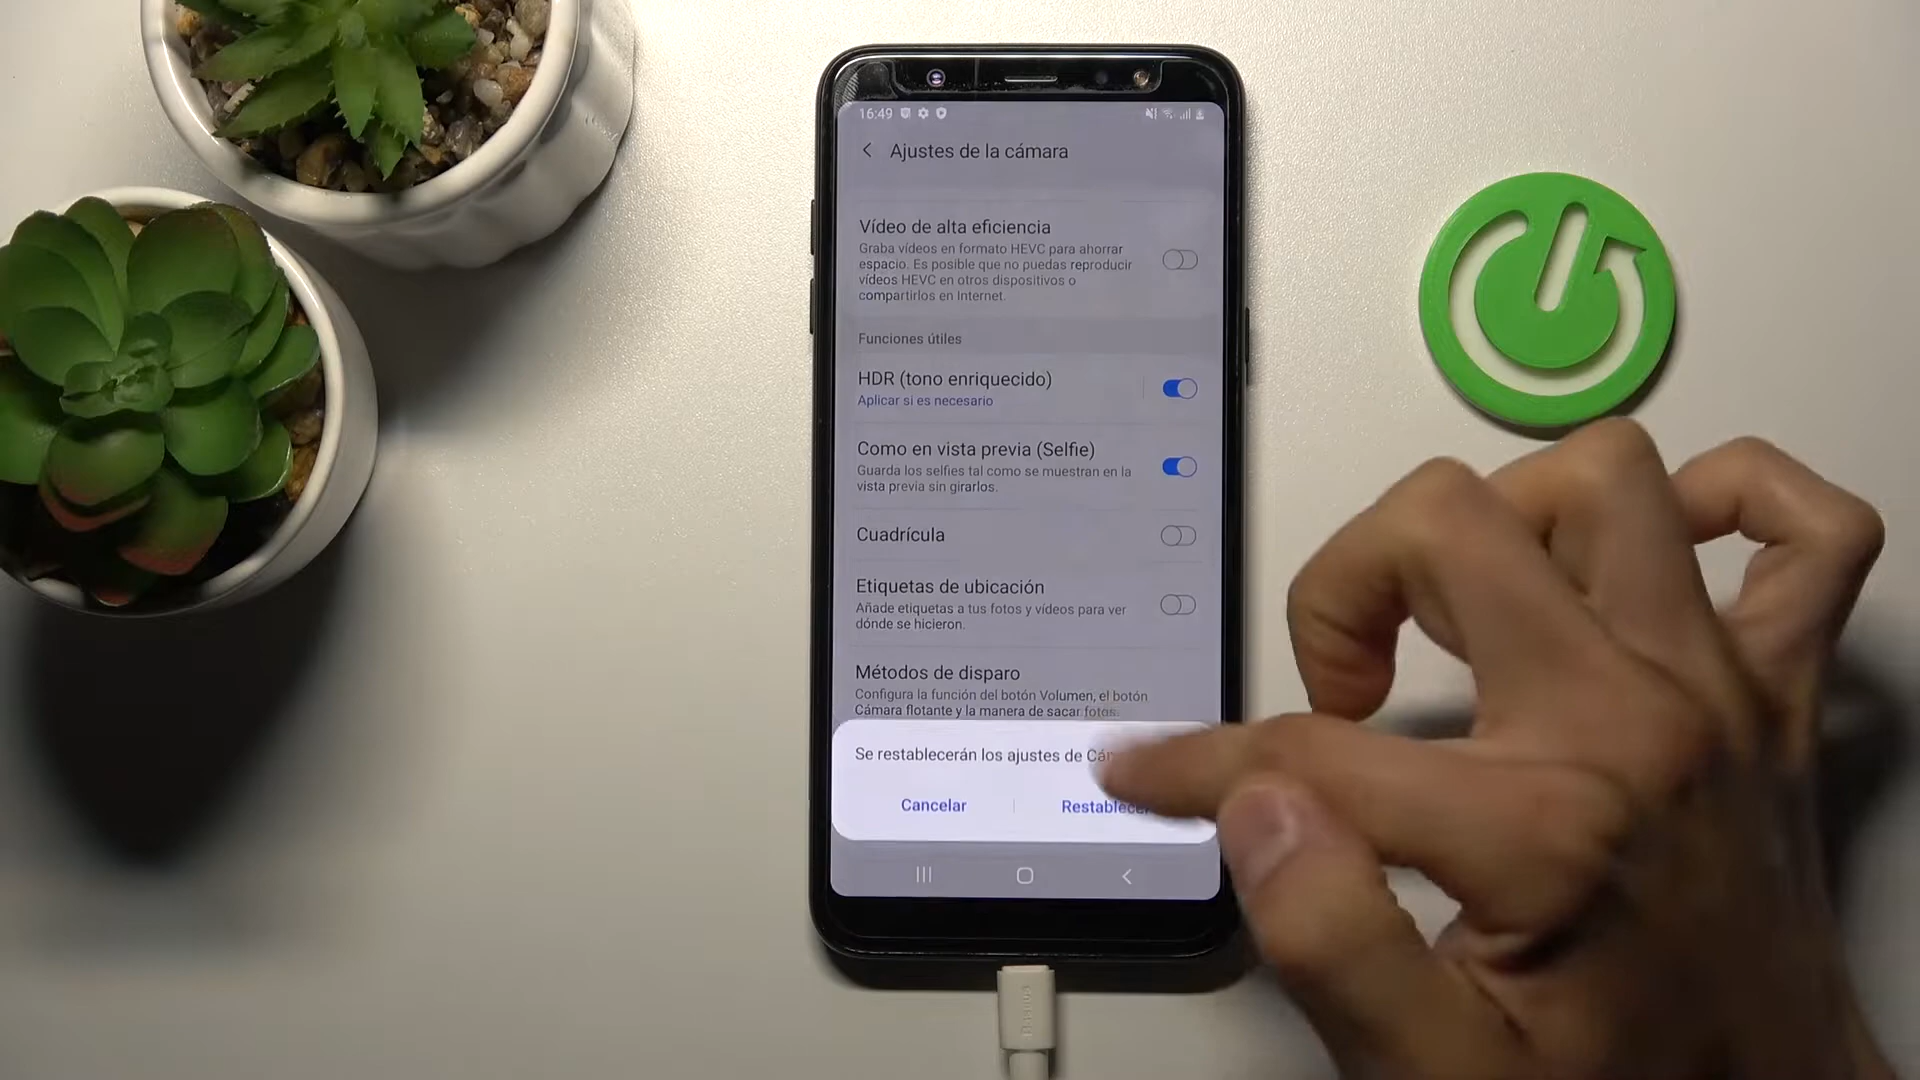 16:49
Ajustes de la cámara
Vídeo de alta eficiencia
Graba vídeos en formato HEVC para ahorrar
espacio. Es posible que no puedas reproducir
vídeos HEVC en otros dispositivos o
compartirlos en Internet.
Funciones útiles
HDR (tono enriquecido)
Aplicar si es necesario
Como en vista previa (Selfie)
Guarda los selfies tal como se muestran en la
vista previa sin girarlos.
Cuadrícula
Etiquetas de ubicación
Añade etiquetas a tus fotos y vídeos para ver
dónde se hicieron.
Métodos de disparo
Configura la función del botón Volumen, el botón
Cámara flotante y la manera de sacar fotos.
Se restablecerán los ajustes de
Cancelar
Restablecer
Baseus